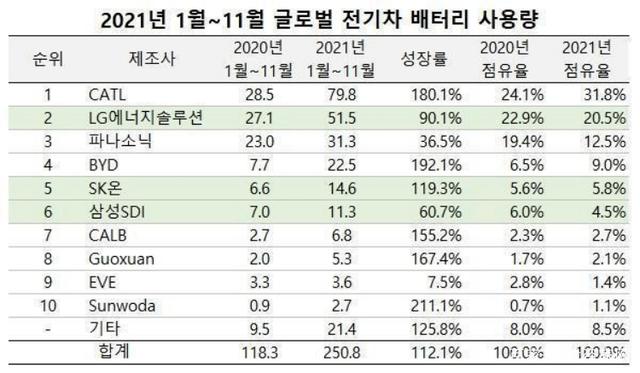 2021년 1월~11월 글로벌 전기차 배터리 사용량
순위 제조사 2020년 1월~11월 2021년 1월~11월 성장률 2020년 점유율 2021년 점유율
1 CATL 28.5 79.8 180.1% 24.1% 31.8%
2 LG에너지솔루션 27.1 51.5 90.1% 22.9% 20.5%
3 파나소닉 23.0 31.3 36.5% 19.4% 12.5%
4 BYD 7.7 22.5 192.1% 6.5% 9.0%
5 SK온 6.6 14.6 119.3% 5.6% 5.8%
6 삼성SDI 7.0 11.3 60.7% 6.0% 4.5%
7 CALB 2.7 6.8 155.2% 2.3% 2.7%
8 Guoxuan 2.0 5.3 167.4% 1.7% 2.1%
9 EVE 3.3 3.6 7.5% 2.8% 1.4%
10 Sunwoda 0.9 2.7 211.1% 0.7% 1.1%
- 기타 9.5 21.4 125.8% 8.0% 8.5%
합계 118.3 250.8 112.1% 100.0% 100.0%